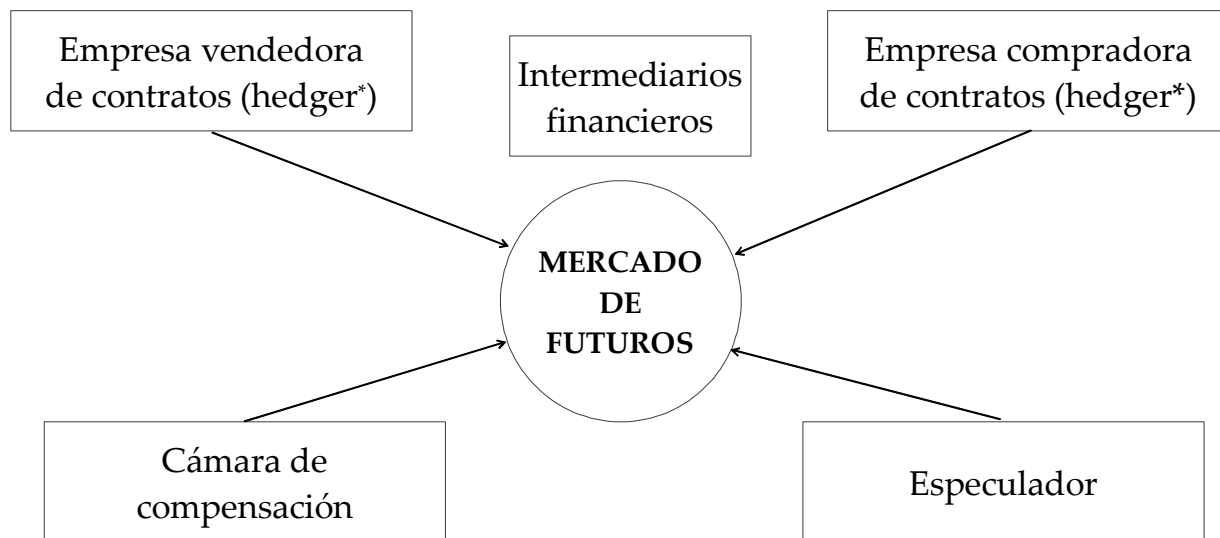 Empresa vendedora
de contratos (hedger*)
Intermediarios
financieros
Empresa compradora
de contratos (hedger*)
MERCADO
DE
FUTUROS
Cámara de
compensación
Especulador